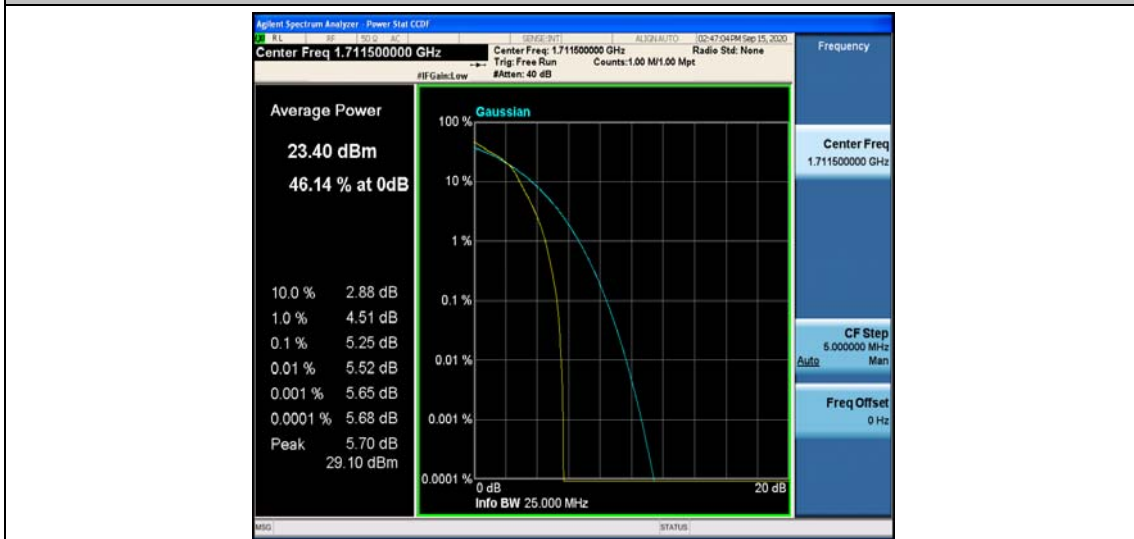 Agilent Spectrum Analyzer - Power Stat CCDF
RL RF 50 Ω AC SENSE:INT ALIGN AUTO 02:47:04 PM Sep 15, 2020
Center Freq 1.711500000 GHz
Center Freq: 1.711500000 GHz Radio Std: None
Trig: Free Run Counts:1.00 M/1.00 Mpt
#IFGain:Low #Atten: 40 dB
Frequency
Average Power
23.40 dBm
46.14 % at 0dB
10.0 % 2.88 dB
1.0 % 4.51 dB
0.1 % 5.25 dB
0.01 % 5.52 dB
0.001 % 5.65 dB
0.0001 % 5.68 dB
Peak 5.70 dB
29.10 dBm
Gaussian
100 %
10 %
1 %
0.1 %
0.01 %
0.001 %
0.0001 %
0 dB 20 dB
Info BW 25.000 MHz
Center Freq
1.711500000 GHz
CF Step
5.000000 MHz
Auto Man
Freq Offset
0 Hz
MSG STATUS